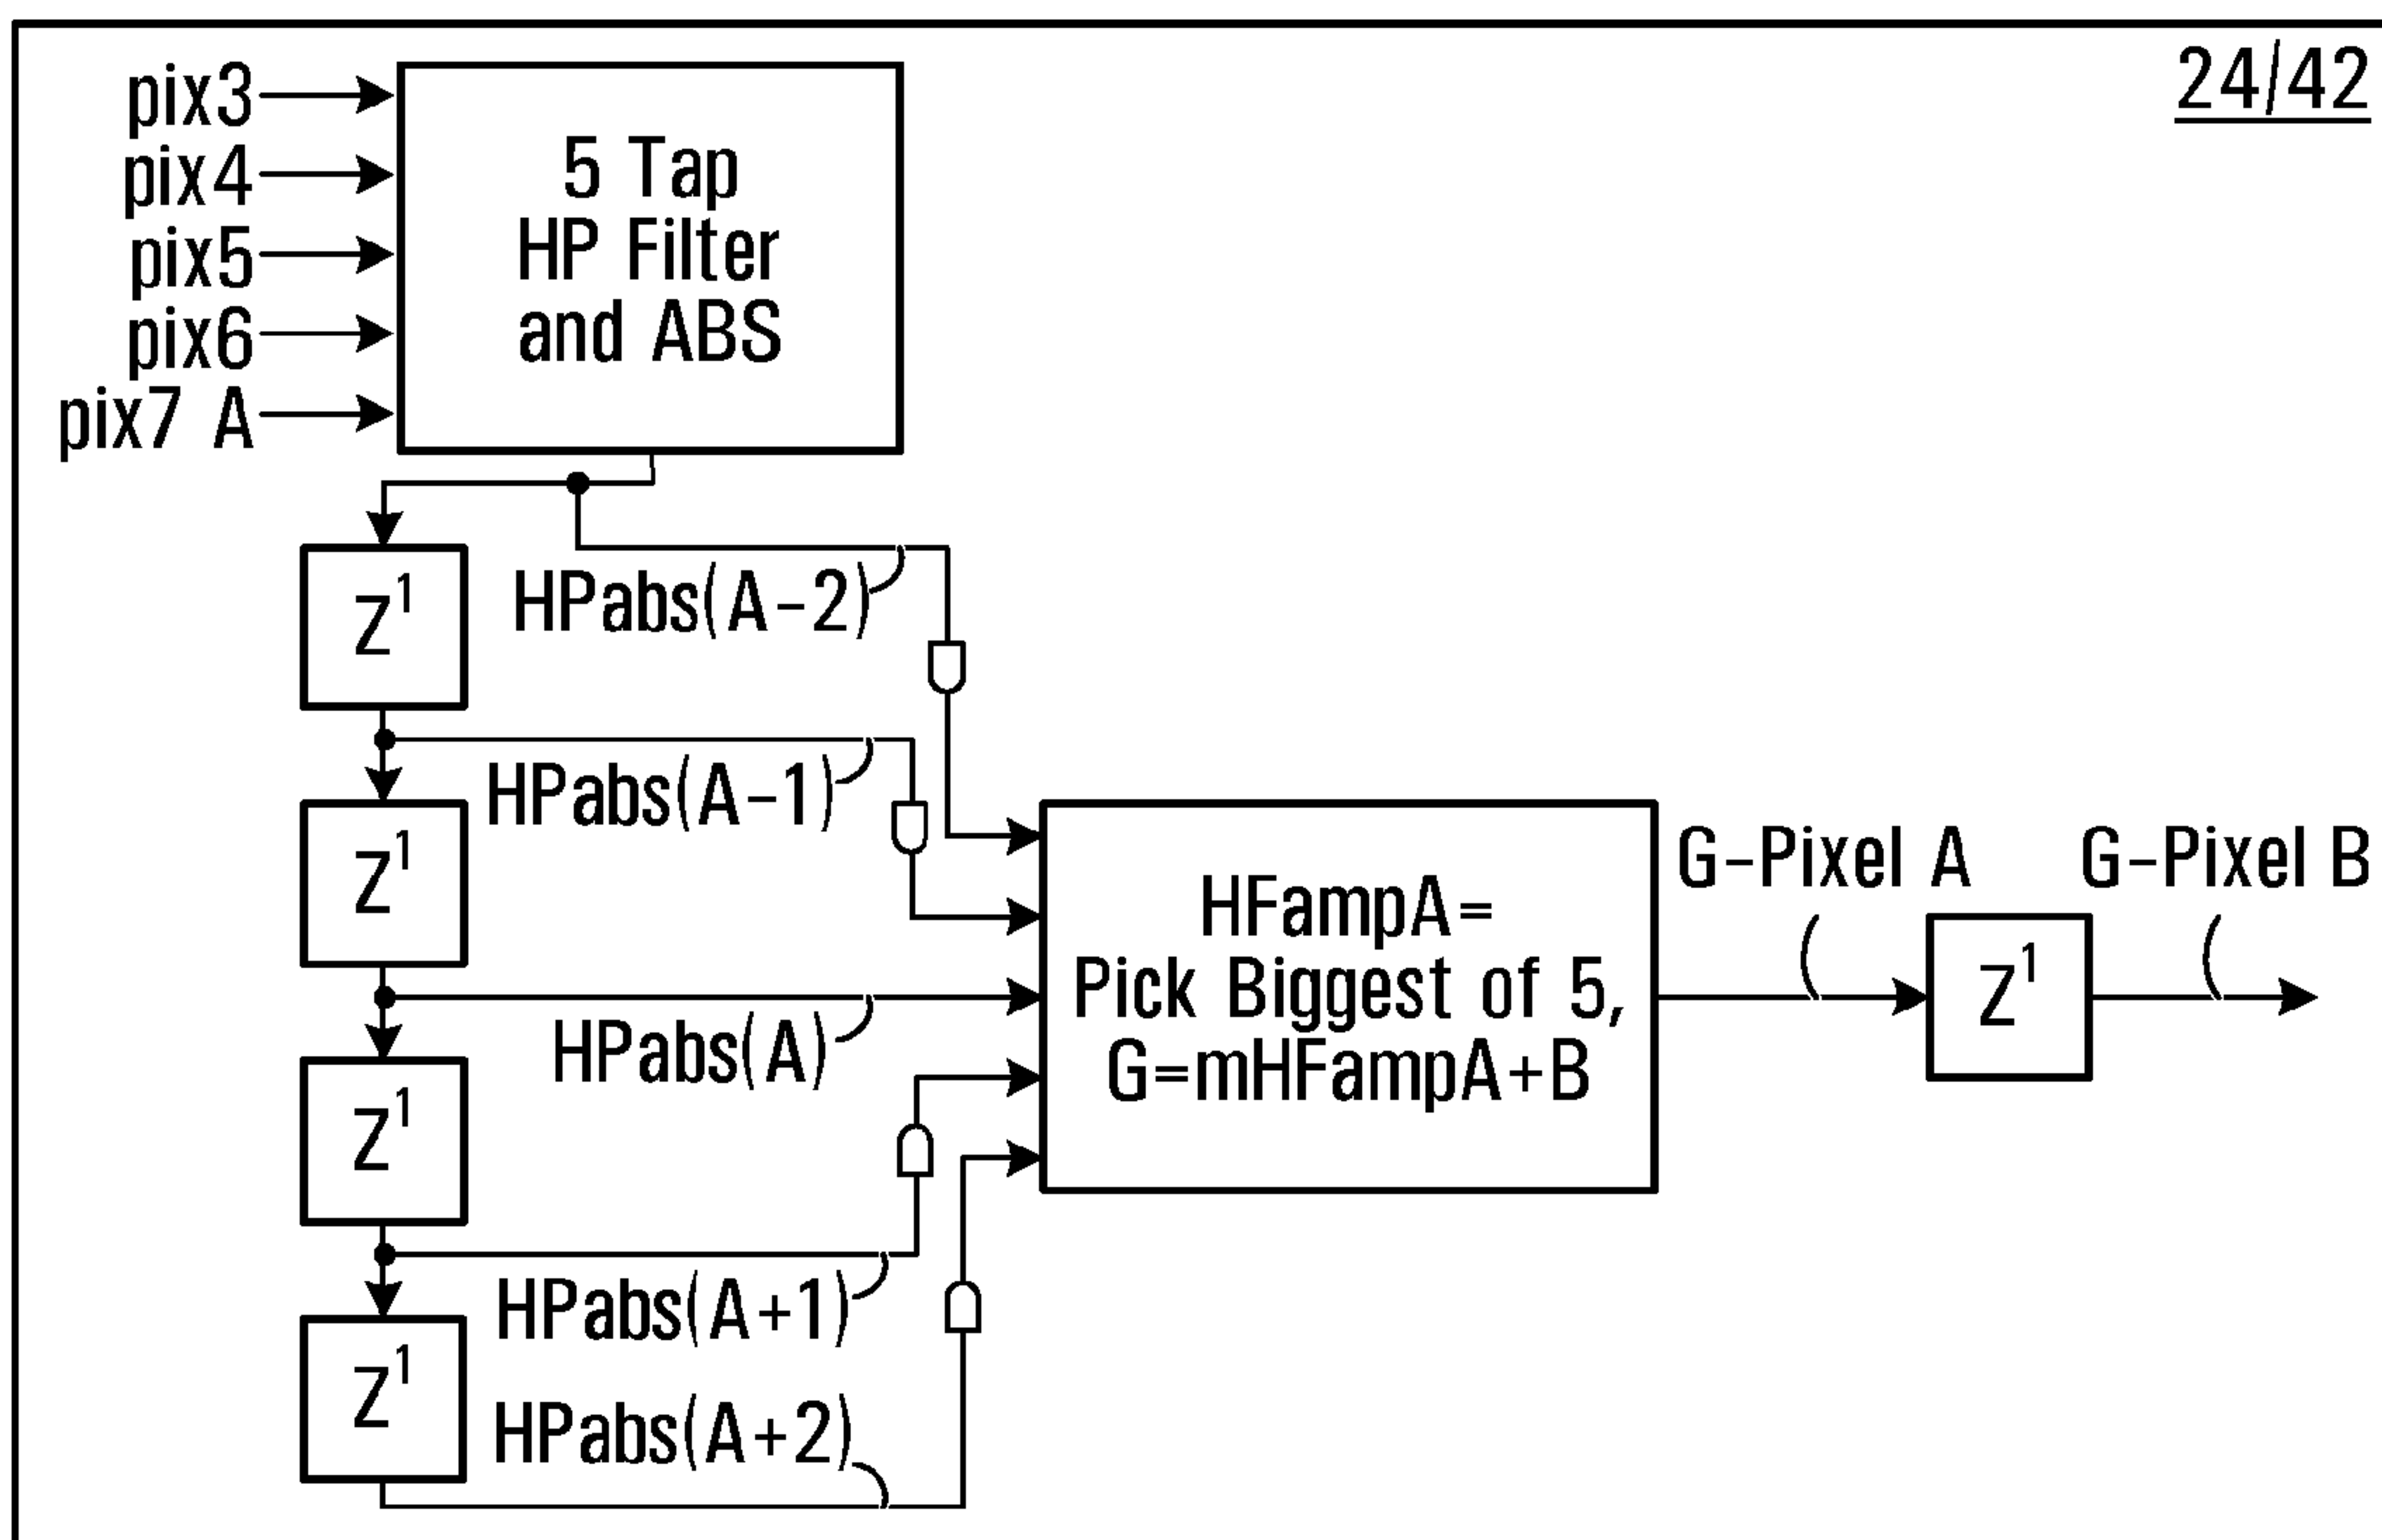 24/42
pix3
pix4
pix5
pix6
pix7 A
5 Tap
HP Filter
and ABS
Z¹
HPabs(A-2)
Z¹
HPabs(A-1)
Z¹
HPabs(A)
Z¹
HPabs(A+1)
HPabs(A+2)
HFampA=
Pick Biggest of 5,
G=mHFampA+B
G-Pixel A
Z¹
G-Pixel B